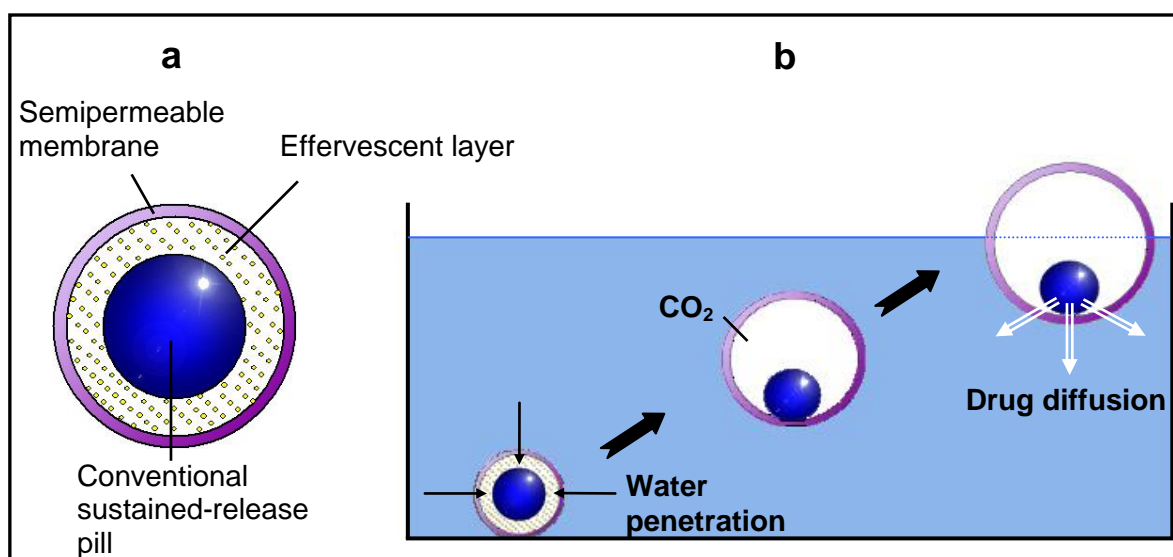 a
Semipermeable
membrane
Effervescent layer
Conventional
sustained-release
pill
b
CO₂
Water
penetration
Drug diffusion